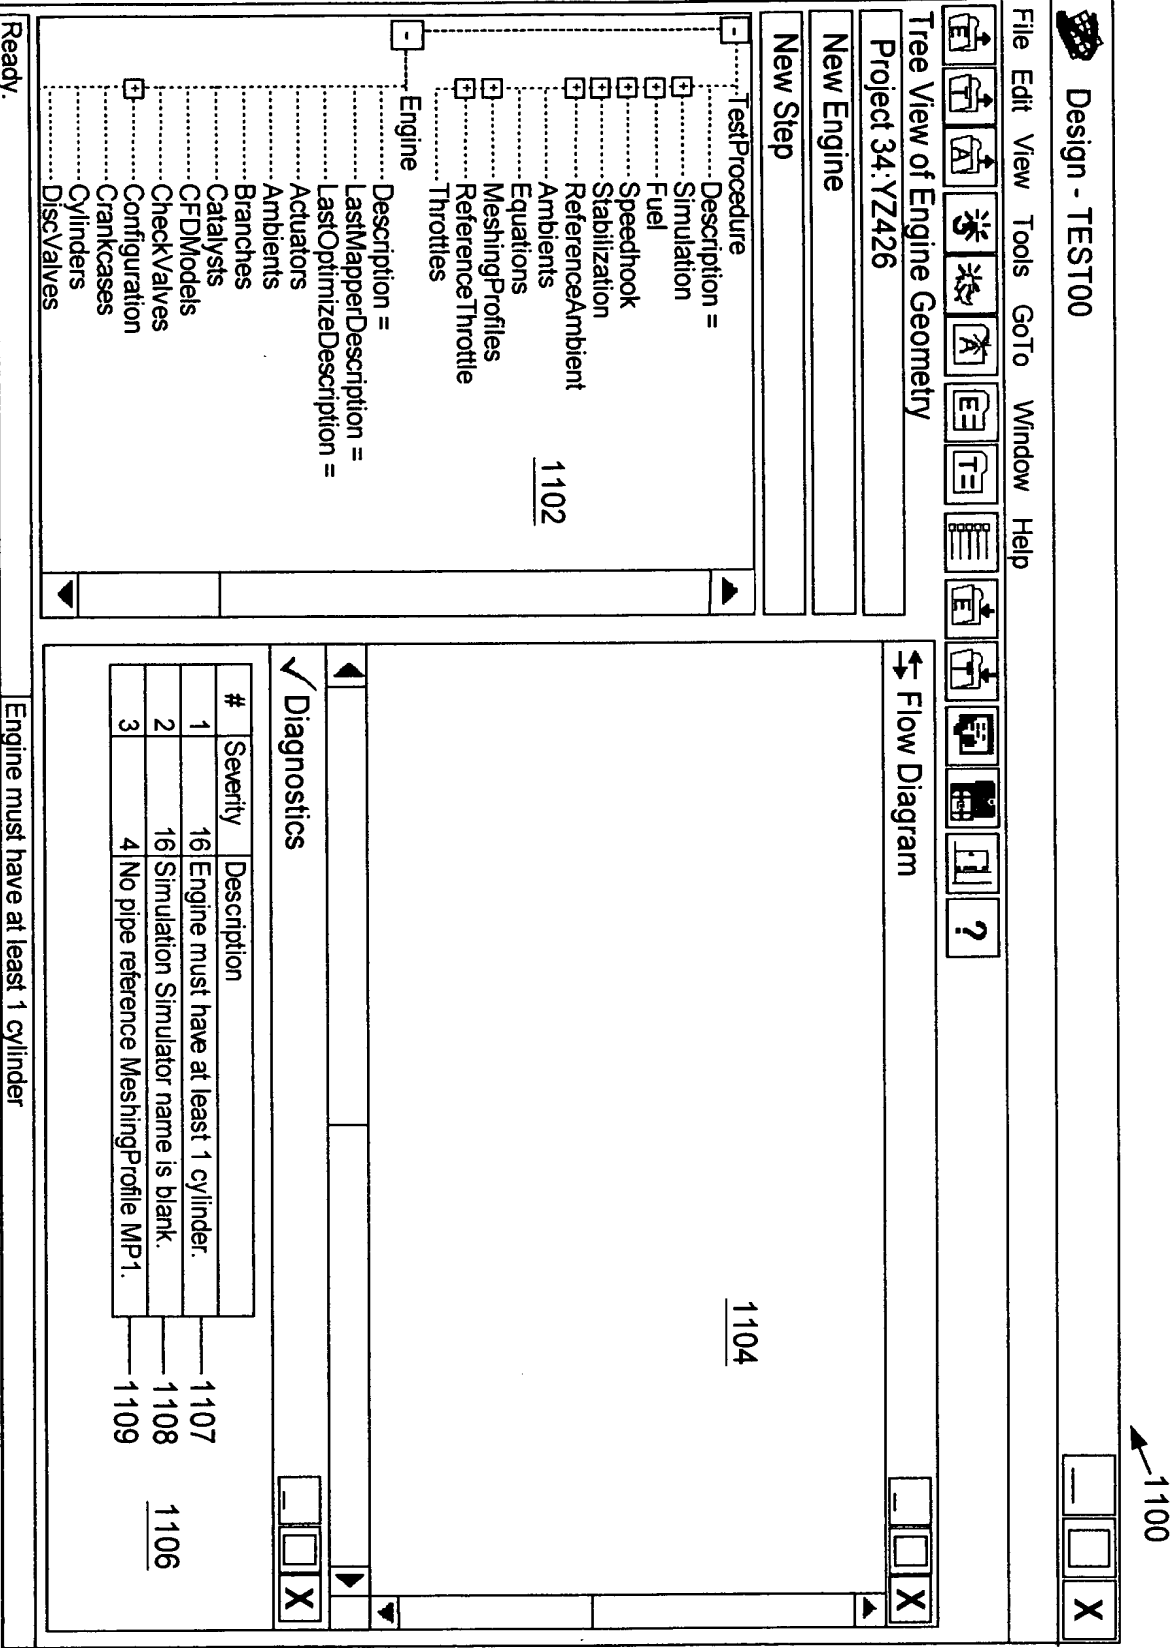 1100
Design - TEST00
X
File Edit View Tools GoTo Window Help
E T A A E= T= E T ?
Tree View of Engine Geometry
Project 34:YZ426
New Engine
New Step
- TestProcedure
Description =
+ Simulation
+ Fuel
+ Speedhook
+ Stabilization
+ ReferenceAmbient
Ambients
Equations
+ MeshingProfiles
+ ReferenceThrottle
Throttles
- Engine
Description =
LastMapperDescription =
LastOptimizeDescription =
Actuators
Ambients
Branches
Catalysts
CFDModels
CheckValves
+ Configuration
Crankcases
Cylinders
DiscValves
1102
Flow Diagram
X
1104
Diagnostics
X
# Severity Description
1 16 Engine must have at least 1 cylinder. 1107
2 16 Simulation Simulator name is blank. 1108
3 4 No pipe reference MeshingProfile MP1. 1109
1106
Ready.
Engine must have at least 1 cylinder